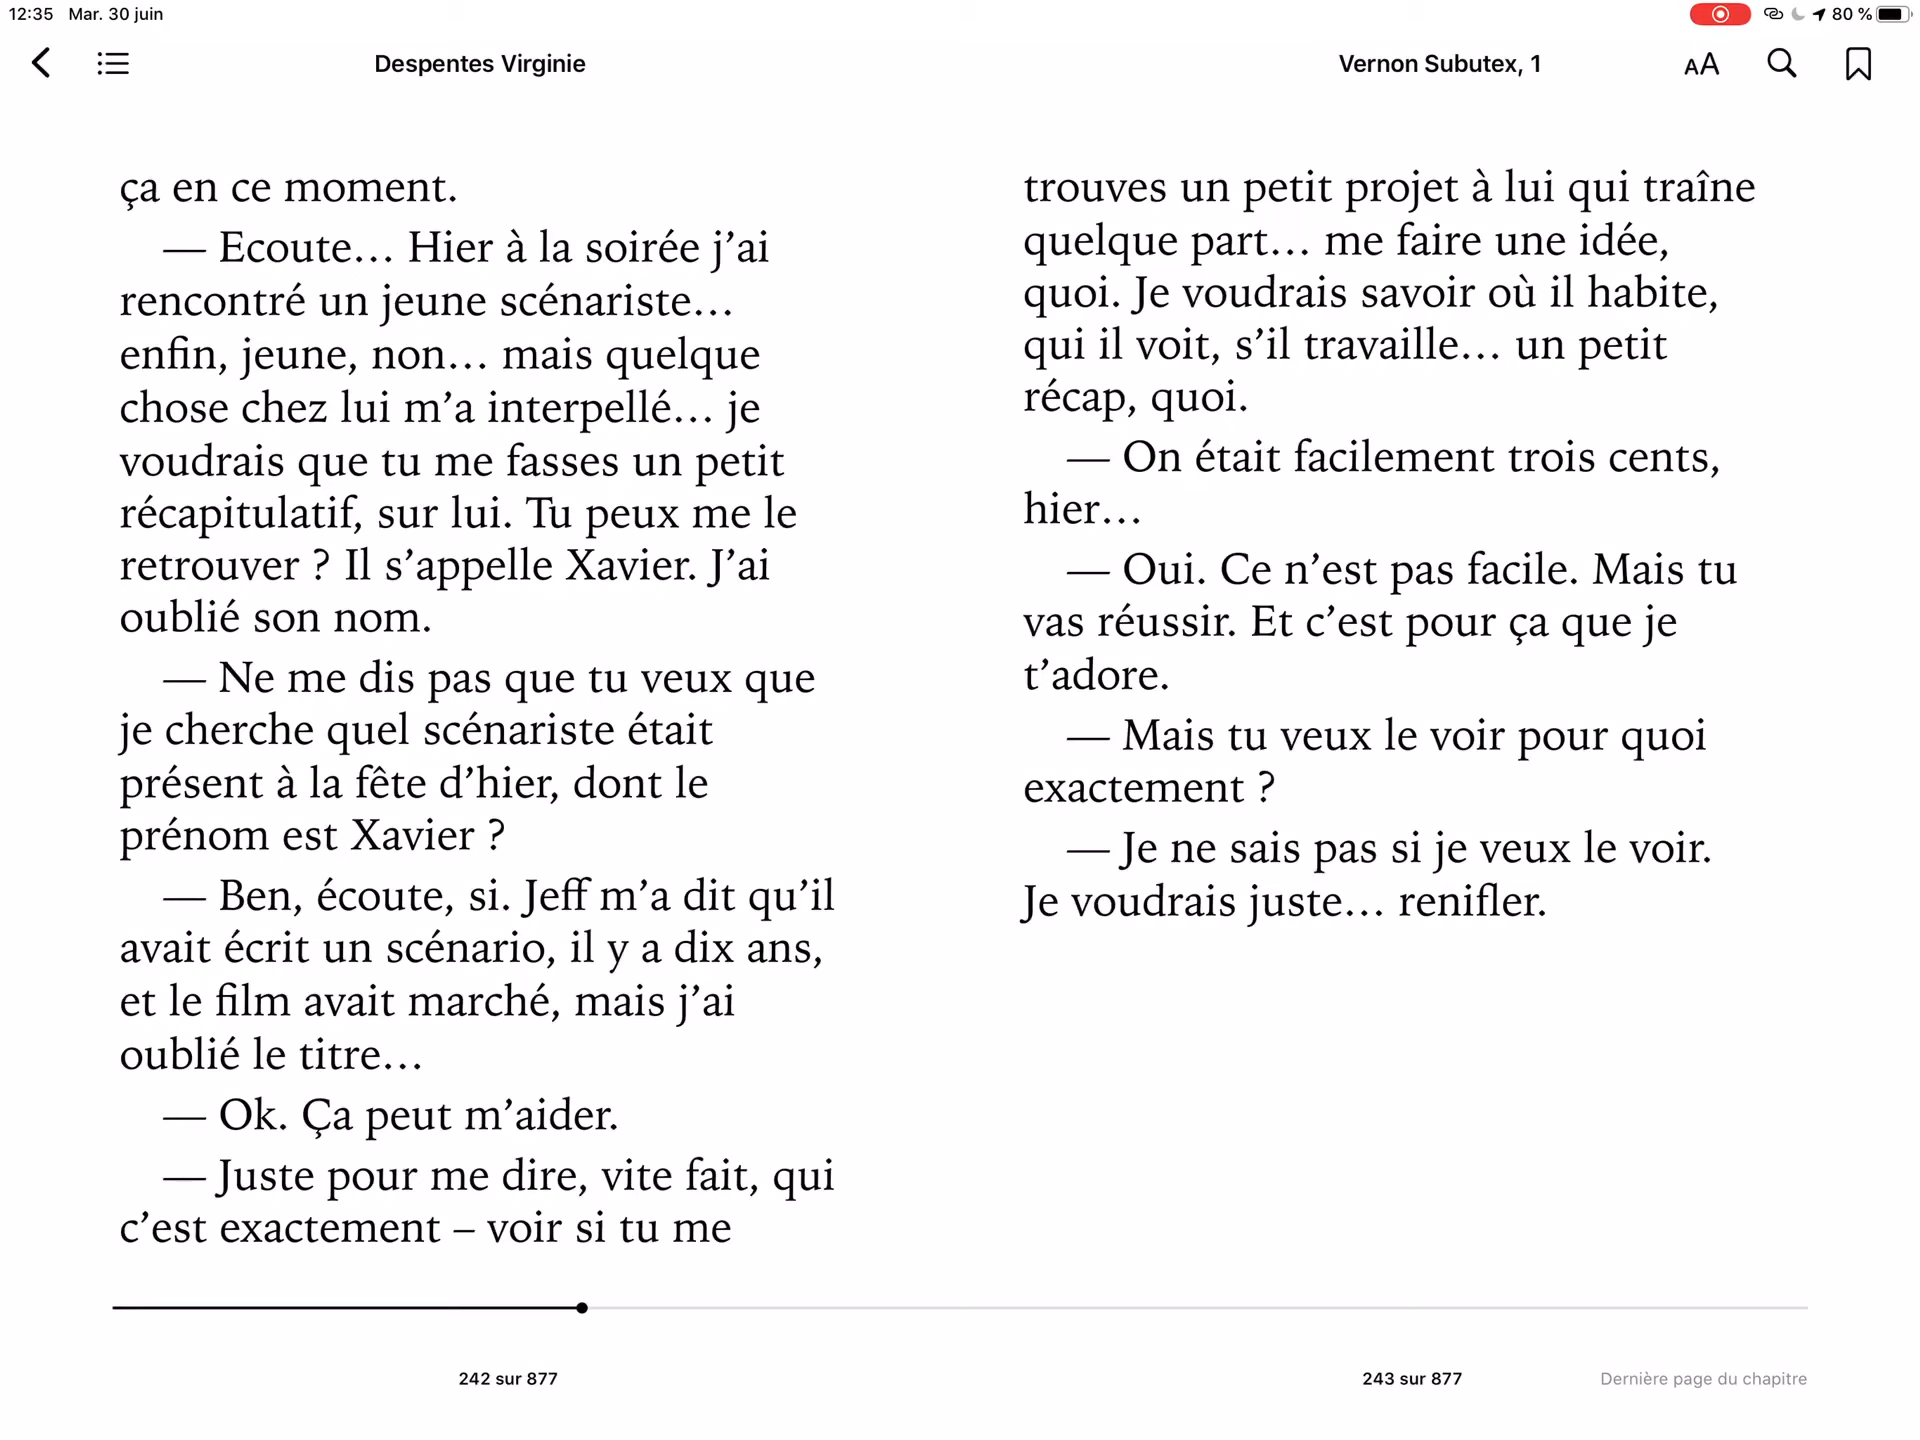 12:35 Mar. 30 juin
80 %
Despentes Virginie
Vernon Subutex, 1
AA
ça en ce moment.
— Ecoute… Hier à la soirée j’ai
rencontré un jeune scénariste…
enfin, jeune, non… mais quelque
chose chez lui m’a interpellé… je
voudrais que tu me fasses un petit
récapitulatif, sur lui. Tu peux me le
retrouver ? Il s’appelle Xavier. J’ai
oublié son nom.
— Ne me dis pas que tu veux que
je cherche quel scénariste était
présent à la fête d’hier, dont le
prénom est Xavier ?
— Ben, écoute, si. Jeff m’a dit qu’il
avait écrit un scénario, il y a dix ans,
et le film avait marché, mais j’ai
oublié le titre…
— Ok. Ça peut m’aider.
— Juste pour me dire, vite fait, qui
c’est exactement – voir si tu me
trouves un petit projet à lui qui traîne
quelque part… me faire une idée,
quoi. Je voudrais savoir où il habite,
qui il voit, s’il travaille… un petit
récap, quoi.
— On était facilement trois cents,
hier…
— Oui. Ce n’est pas facile. Mais tu
vas réussir. Et c’est pour ça que je
t’adore.
— Mais tu veux le voir pour quoi
exactement ?
— Je ne sais pas si je veux le voir.
Je voudrais juste… renifler.
242 sur 877
243 sur 877
Dernière page du chapitre